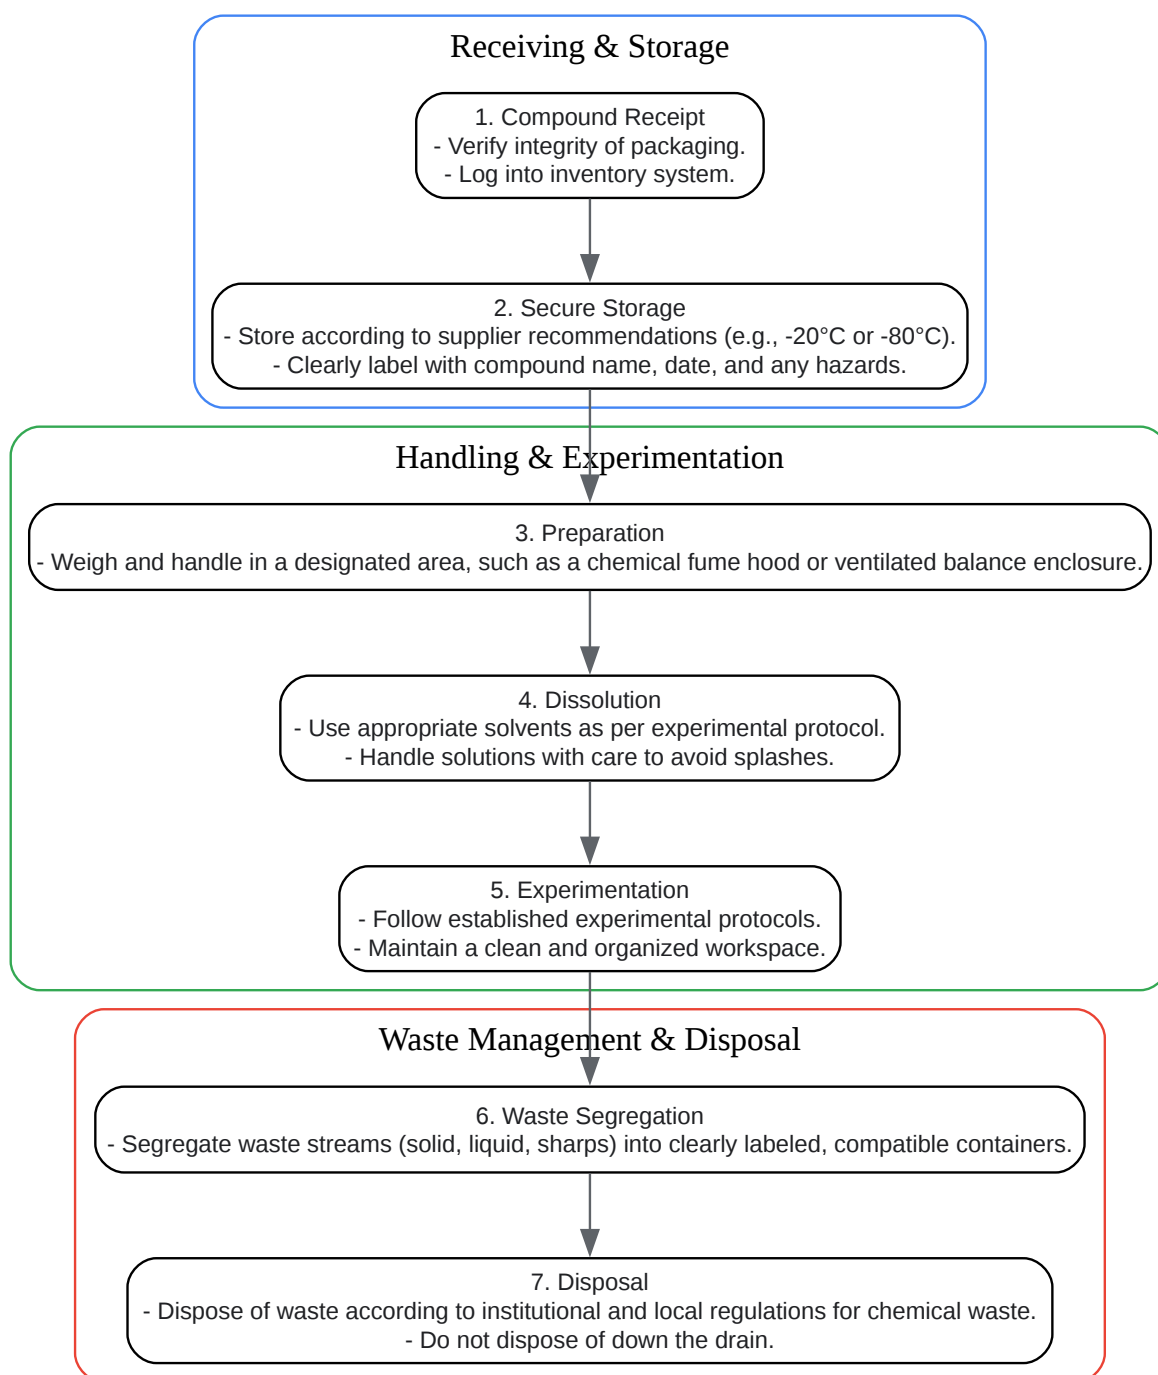 Receiving & Storage
1. Compound Receipt
- Verify integrity of packaging.
- Log into inventory system.
2. Secure Storage
- Store according to supplier recommendations (e.g., -20°C or -80°C).
- Clearly label with compound name, date, and any hazards.
Handling & Experimentation
3. Preparation
- Weigh and handle in a designated area, such as a chemical fume hood or ventilated balance enclosure.
4. Dissolution
- Use appropriate solvents as per experimental protocol.
- Handle solutions with care to avoid splashes.
5. Experimentation
- Follow established experimental protocols.
- Maintain a clean and organized workspace.
Waste Management & Disposal
6. Waste Segregation
- Segregate waste streams (solid, liquid, sharps) into clearly labeled, compatible containers.
7. Disposal
- Dispose of waste according to institutional and local regulations for chemical waste.
- Do not dispose of down the drain.